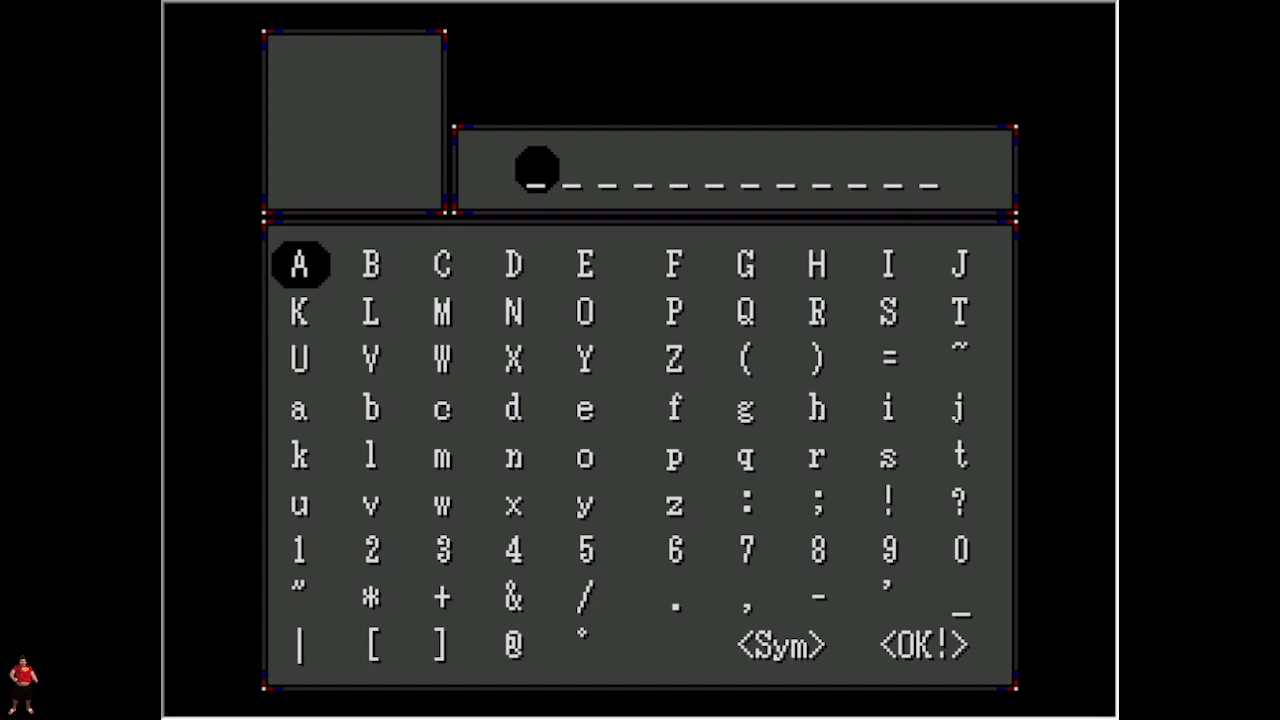 _ _ _ _ _ _ _ _ _ _ _ _
A B C D E F G H I J
K L M N O P Q R S T
U V W X Y Z ( ) = ~
a b c d e f g h i j
k l m n o p q r s t
u v w x y z : ; ! ?
1 2 3 4 5 6 7 8 9 0
" * + & / . , - ' _
| [ ] @ ° <Sym> <OK!>